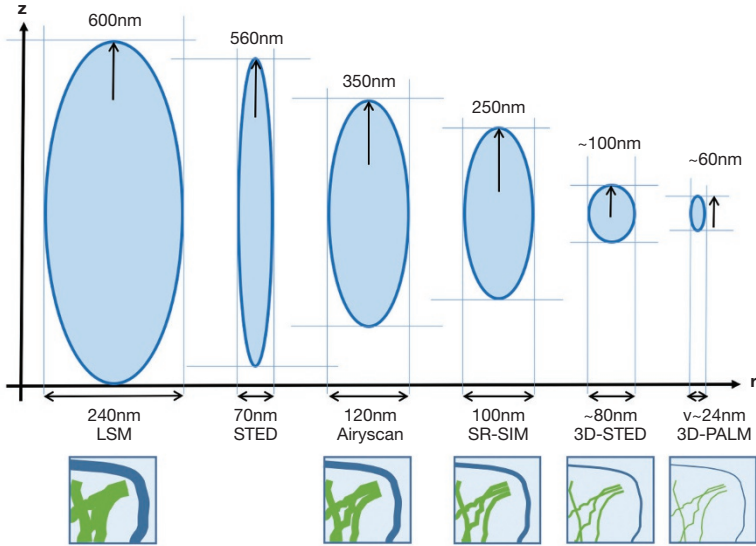 z
600nm
560nm
350nm
250nm
~100nm
~60nm
r
240nm
LSM
70nm
STED
120nm
Airyscan
100nm
SR-SIM
~80nm
3D-STED
v~24nm
3D-PALM